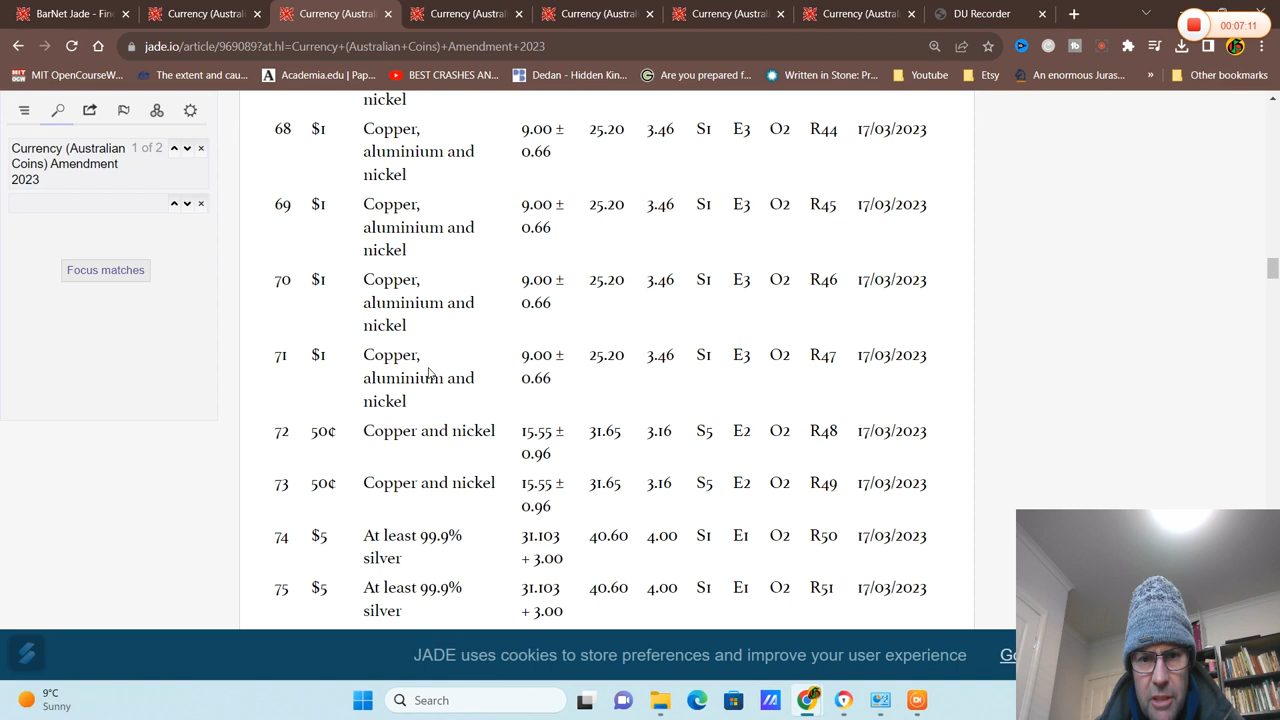 BarNet Jade - Fin
Currency (Austral
Currency (Austral
Currency (Austral
Currency (Austral
Currency (Austral
Currency (Austral
DU Recorder
00:07:11
jade.io/article/969089?at.hl=Currency+(Australian+Coins)+Amendment+2023
MIT OpenCourseW...
The extent and cau...
Academia.edu | Pap...
BEST CRASHES AN...
Dedan - Hidden Kin...
Are you prepared f...
Written in Stone: Pr...
Youtube
Etsy
An enormous Juras...
»
Other bookmarks
Currency (Australian
Coins) Amendment
2023
1 of 2
Focus matches
nickel
68 $1 Copper, 9.00 ± 25.20 3.46 S1 E3 O2 R44 17/03/2023
aluminium and 0.66
nickel
69 $1 Copper, 9.00 ± 25.20 3.46 S1 E3 O2 R45 17/03/2023
aluminium and 0.66
nickel
70 $1 Copper, 9.00 ± 25.20 3.46 S1 E3 O2 R46 17/03/2023
aluminium and 0.66
nickel
71 $1 Copper, 9.00 ± 25.20 3.46 S1 E3 O2 R47 17/03/2023
aluminium and 0.66
nickel
72 50¢ Copper and nickel 15.55 ± 31.65 3.16 S5 E2 O2 R48 17/03/2023
0.96
73 50¢ Copper and nickel 15.55 ± 31.65 3.16 S5 E2 O2 R49 17/03/2023
0.96
74 $5 At least 99.9% 31.103 40.60 4.00 S1 E1 O2 R50 17/03/2023
silver + 3.00
75 $5 At least 99.9% 31.103 40.60 4.00 S1 E1 O2 R51 17/03/2023
silver + 3.00
JADE uses cookies to store preferences and improve your user experience
Go
9°C
Sunny
Search